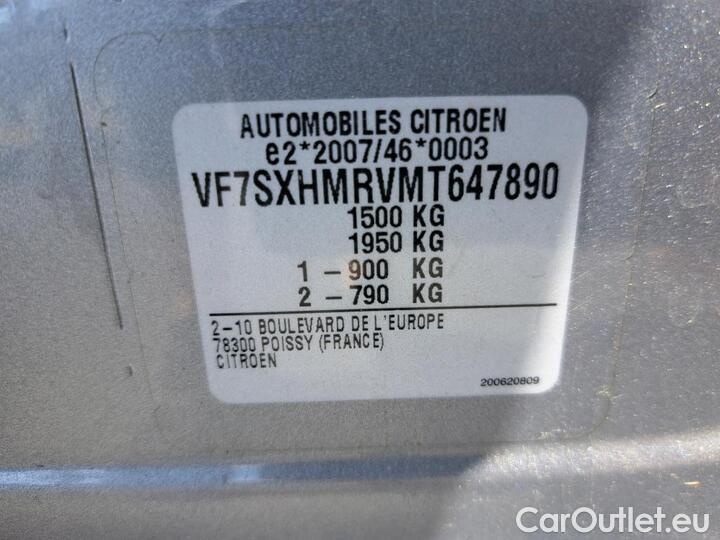 AUTOMOBILES CITROEN
e2*2007/46*0003
VF7SXHMRVMT647890
1500 KG
1950 KG
1 - 900 KG
2 - 790 KG
2-10 BOULEVARD DE L'EUROPE
78300 POISSY (FRANCE)
CITROEN
200620809
CarOutlet.eu